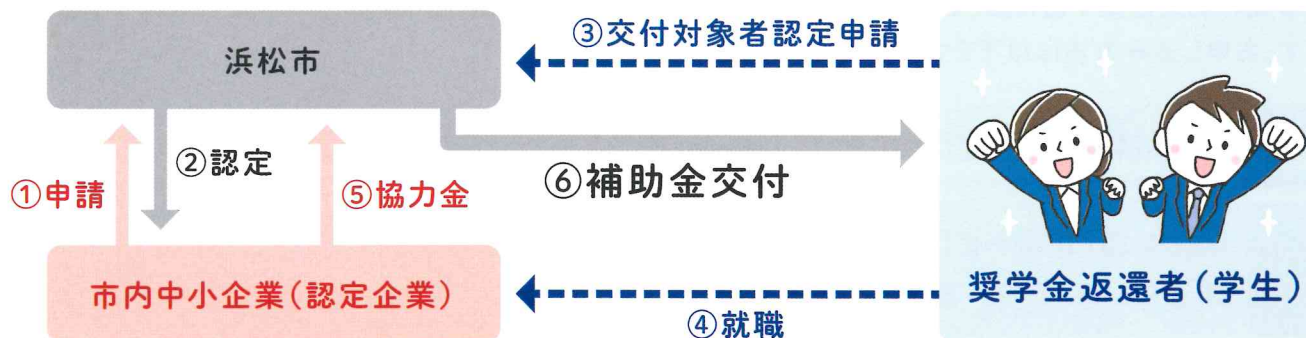 浜松市
③交付対象者認定申請
②認定
①申請
⑤協力金
⑥補助金交付
市内中小企業(認定企業)
④就職
奨学金返還者(学生)